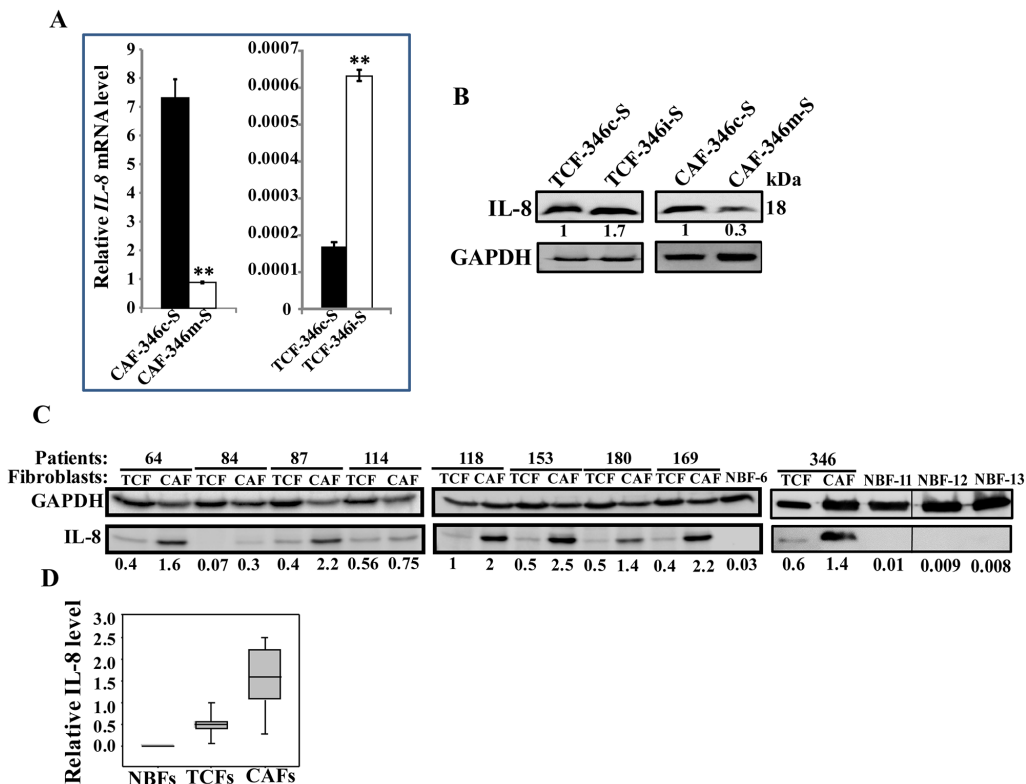 A
Relative IL-8 mRNA level
9
8
7
6
5
4
3
2
1
0
**
CAF-346c-S
CAF-346m-S
0.0007
0.0006
0.0005
0.0004
0.0003
0.0002
0.0001
0
**
TCF-346c-S
TCF-346i-S
B
TCF-346c-S TCF-346i-S CAF-346c-S CAF-346m-S
kDa
IL-8 18
1 1.7 1 0.3
GAPDH
C
Patients: 64 84 87 114 118 153 180 169 346
Fibroblasts: TCF CAF TCF CAF TCF CAF TCF CAF TCF CAF TCF CAF TCF CAF TCF CAF NBF-6 TCF CAF NBF-11 NBF-12 NBF-13
GAPDH
IL-8
0.4 1.6 0.07 0.3 0.4 2.2 0.56 0.75 1 2 0.5 2.5 0.5 1.4 0.4 2.2 0.03 0.6 1.4 0.01 0.009 0.008
D
Relative IL-8 level
3.0
2.5
2.0
1.5
1.0
0.5
0.0
NBFs TCFs CAFs